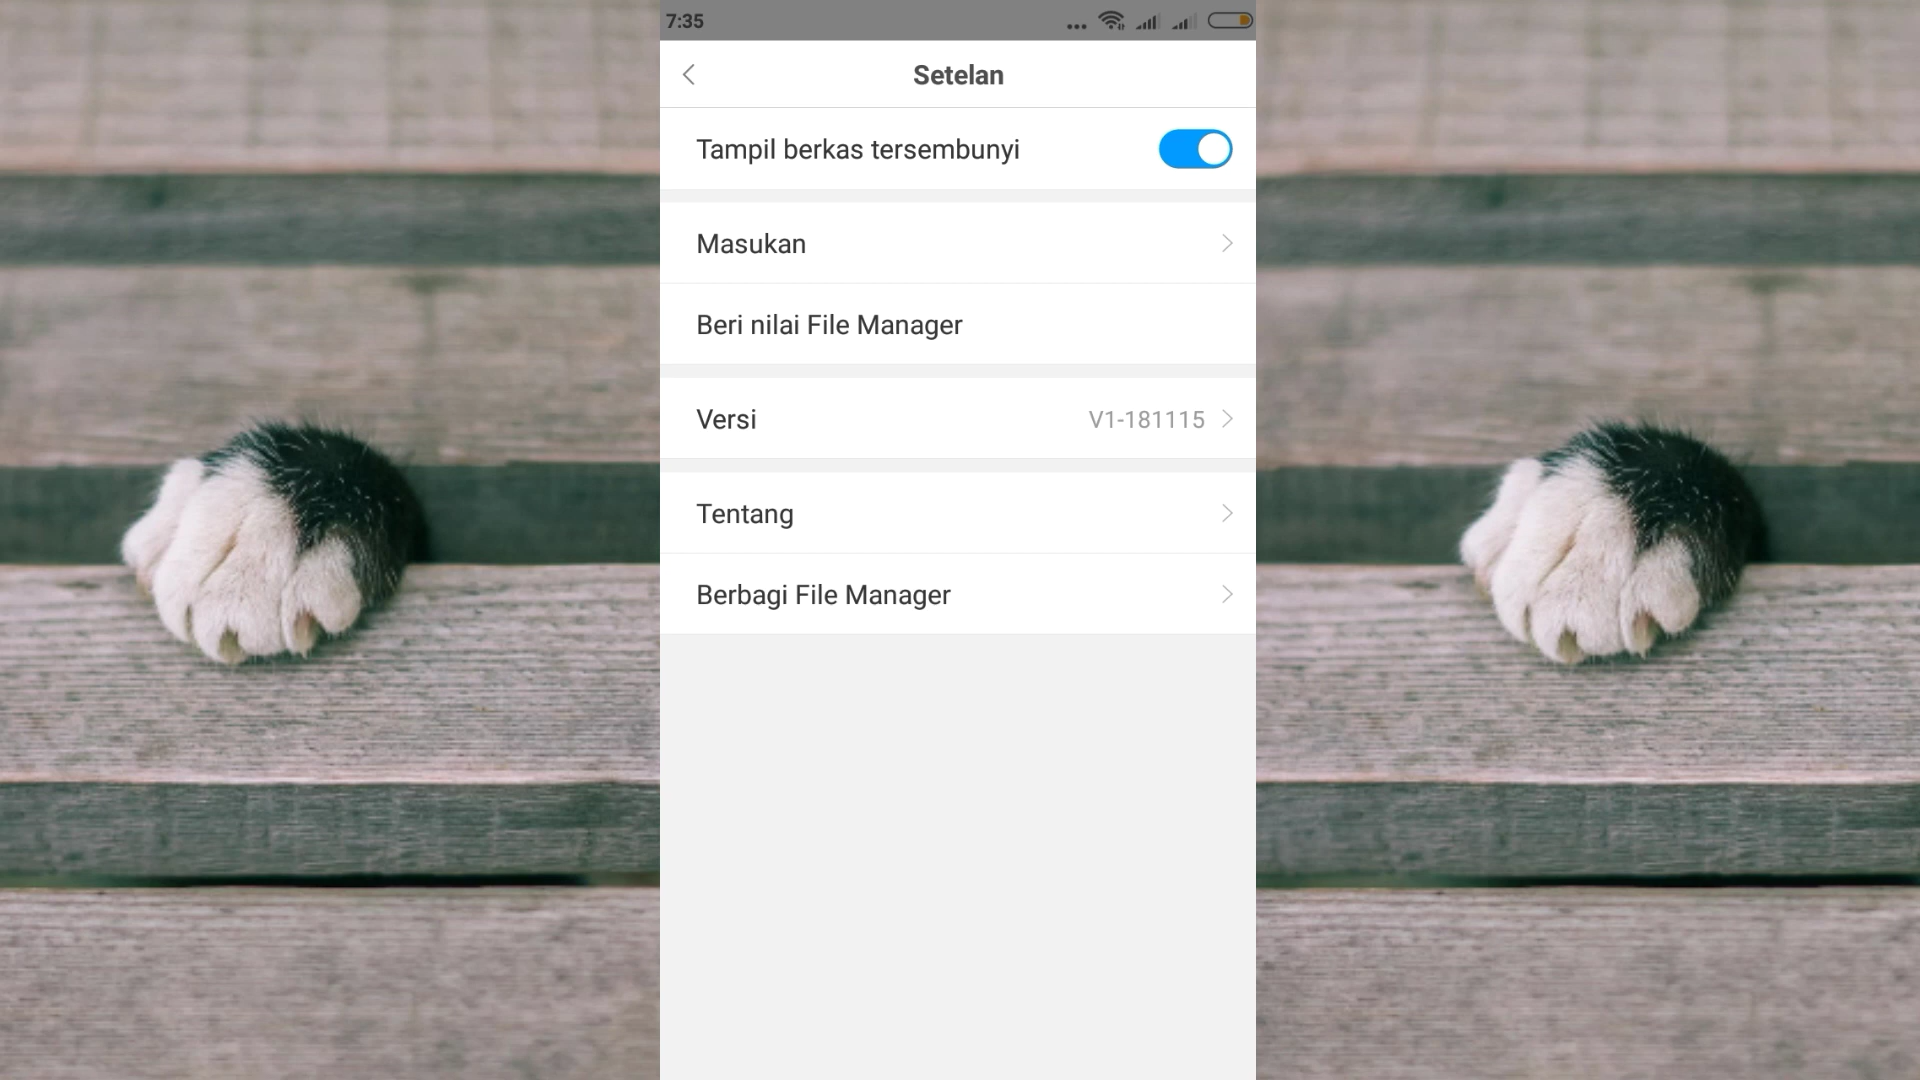 7:35
Setelan
Tampil berkas tersembunyi
Masukan
Beri nilai File Manager
Versi V1-181115
Tentang
Berbagi File Manager